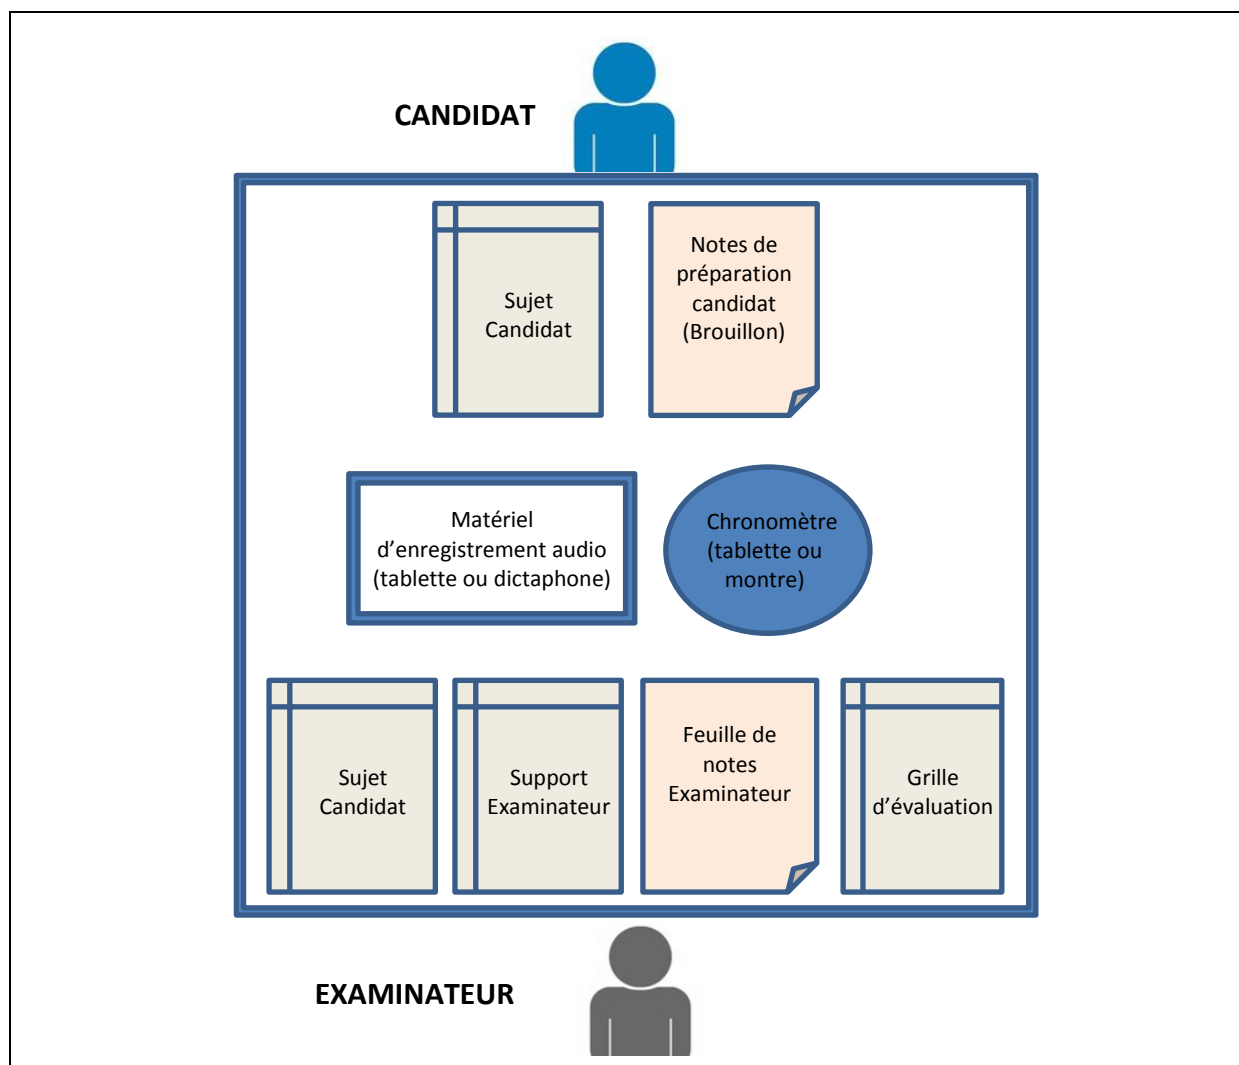 CANDIDAT
Sujet
Candidat
Notes de
préparation
candidat
(Brouillon)
Matériel
d’enregistrement audio
(tablette ou dictaphone)
Chronomètre
(tablette ou
montre)
Sujet
Candidat
Support
Examinateur
Feuille de
notes
Examinateur
Grille
d’évaluation
EXAMINATEUR